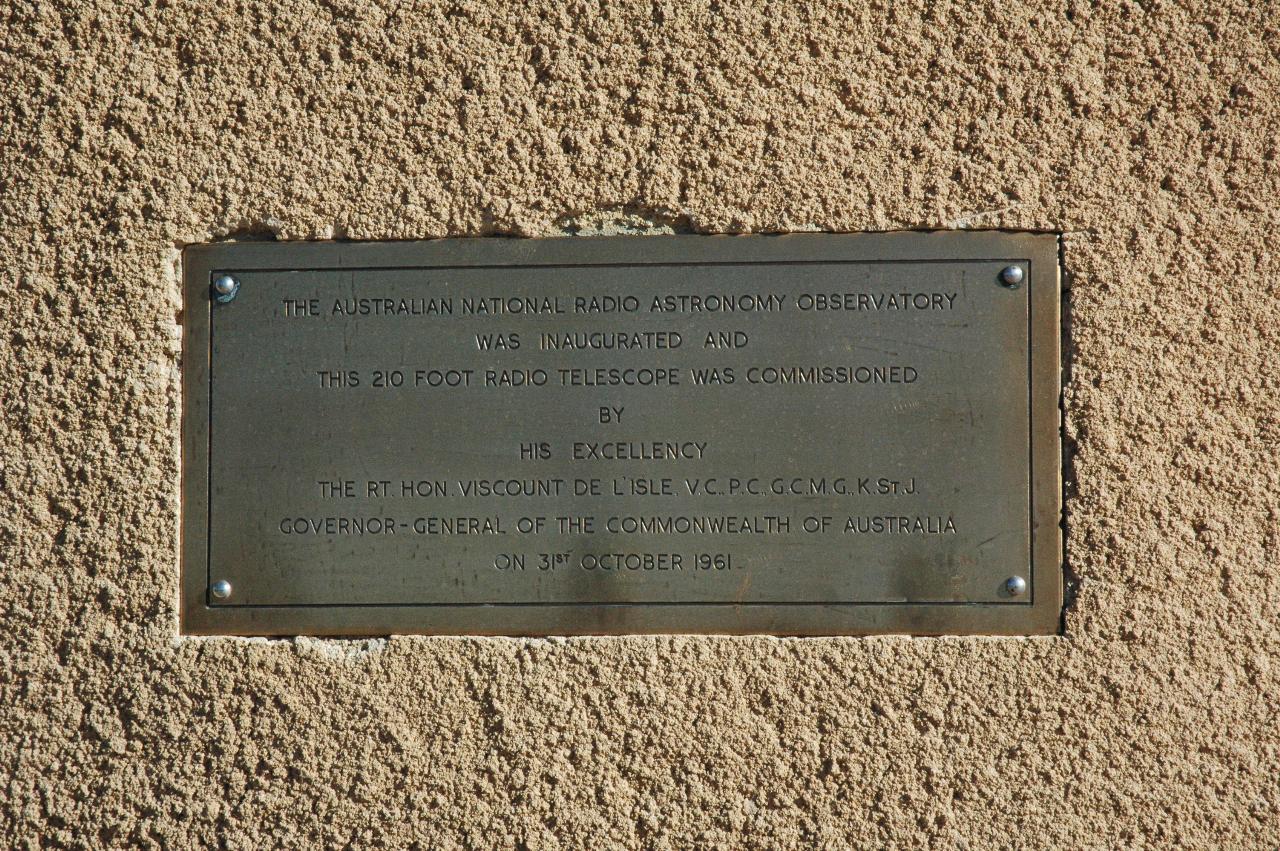 THE AUSTRALIAN NATIONAL RADIO ASTRONOMY OBSERVATORY
WAS INAUGURATED AND
THIS 210 FOOT RADIO TELESCOPE WAS COMMISSIONED
BY
HIS EXCELLENCY
THE RT. HON. VISCOUNT DE L'ISLE, V.C., P.C., G.C.M.G., K.ST.J.
GOVERNOR-GENERAL OF THE COMMONWEALTH OF AUSTRALIA
ON 31ST OCTOBER 1961